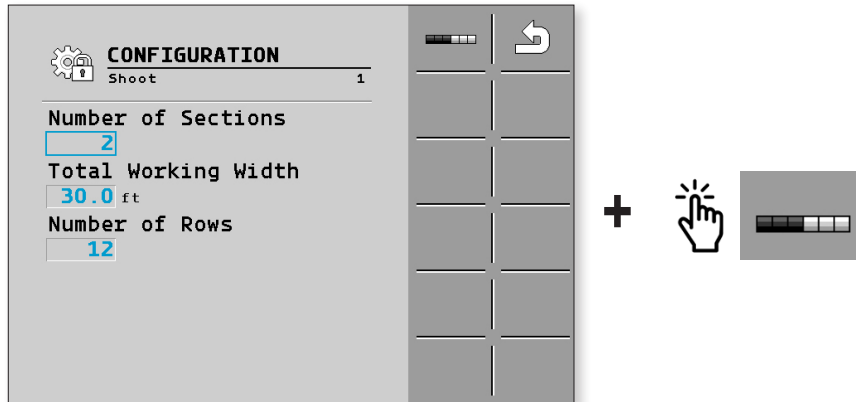 CONFIGURATION
Shoot 1
Number of Sections
2
Total Working Width
30.0 ft
Number of Rows
12
+